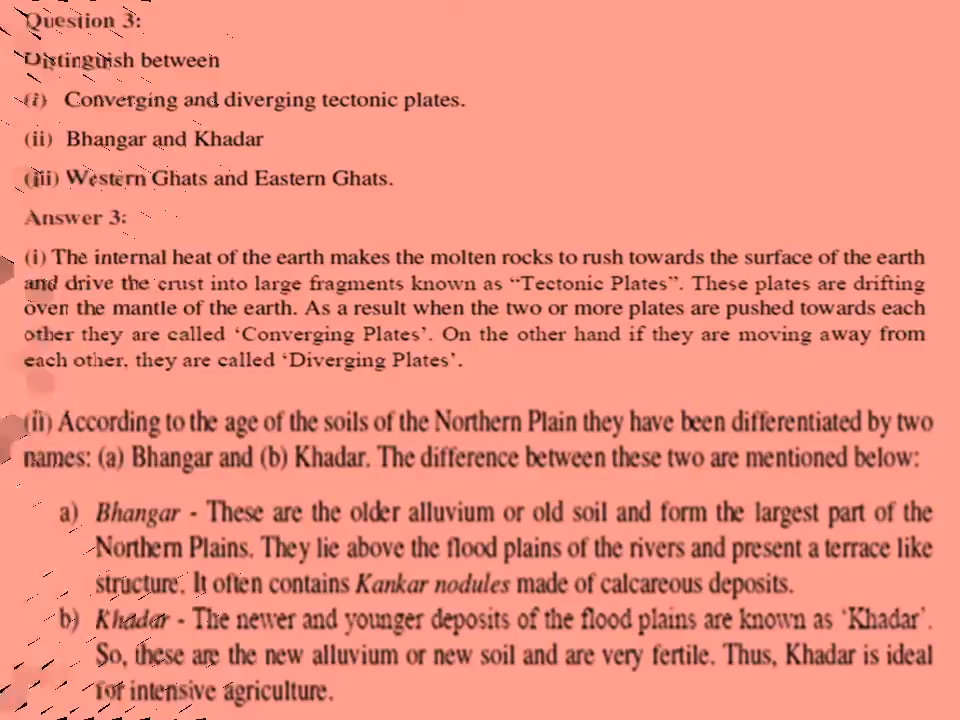 Question 3:
Distinguish between
(i) Converging and diverging tectonic plates.
(ii) Bhangar and Khadar
(iii) Western Ghats and Eastern Ghats.
Answer 3:
(i) The internal heat of the earth makes the molten rocks to rush towards the surface of the earth
and drive the crust into large fragments known as “Tectonic Plates”. These plates are drifting
over the mantle of the earth. As a result when the two or more plates are pushed towards each
other they are called ‘Converging Plates’. On the other hand if they are moving away from
each other, they are called ‘Diverging Plates’.
(ii) According to the age of the soils of the Northern Plain they have been differentiated by two
names: (a) Bhangar and (b) Khadar. The difference between these two are mentioned below:
a) Bhangar - These are the older alluvium or old soil and form the largest part of the
Northern Plains. They lie above the flood plains of the rivers and present a terrace like
structure. It often contains Kankar nodules made of calcareous deposits.
b) Khadar - The newer and younger deposits of the flood plains are known as ‘Khadar’.
So, these are the new alluvium or new soil and are very fertile. Thus, Khadar is ideal
for intensive agriculture.